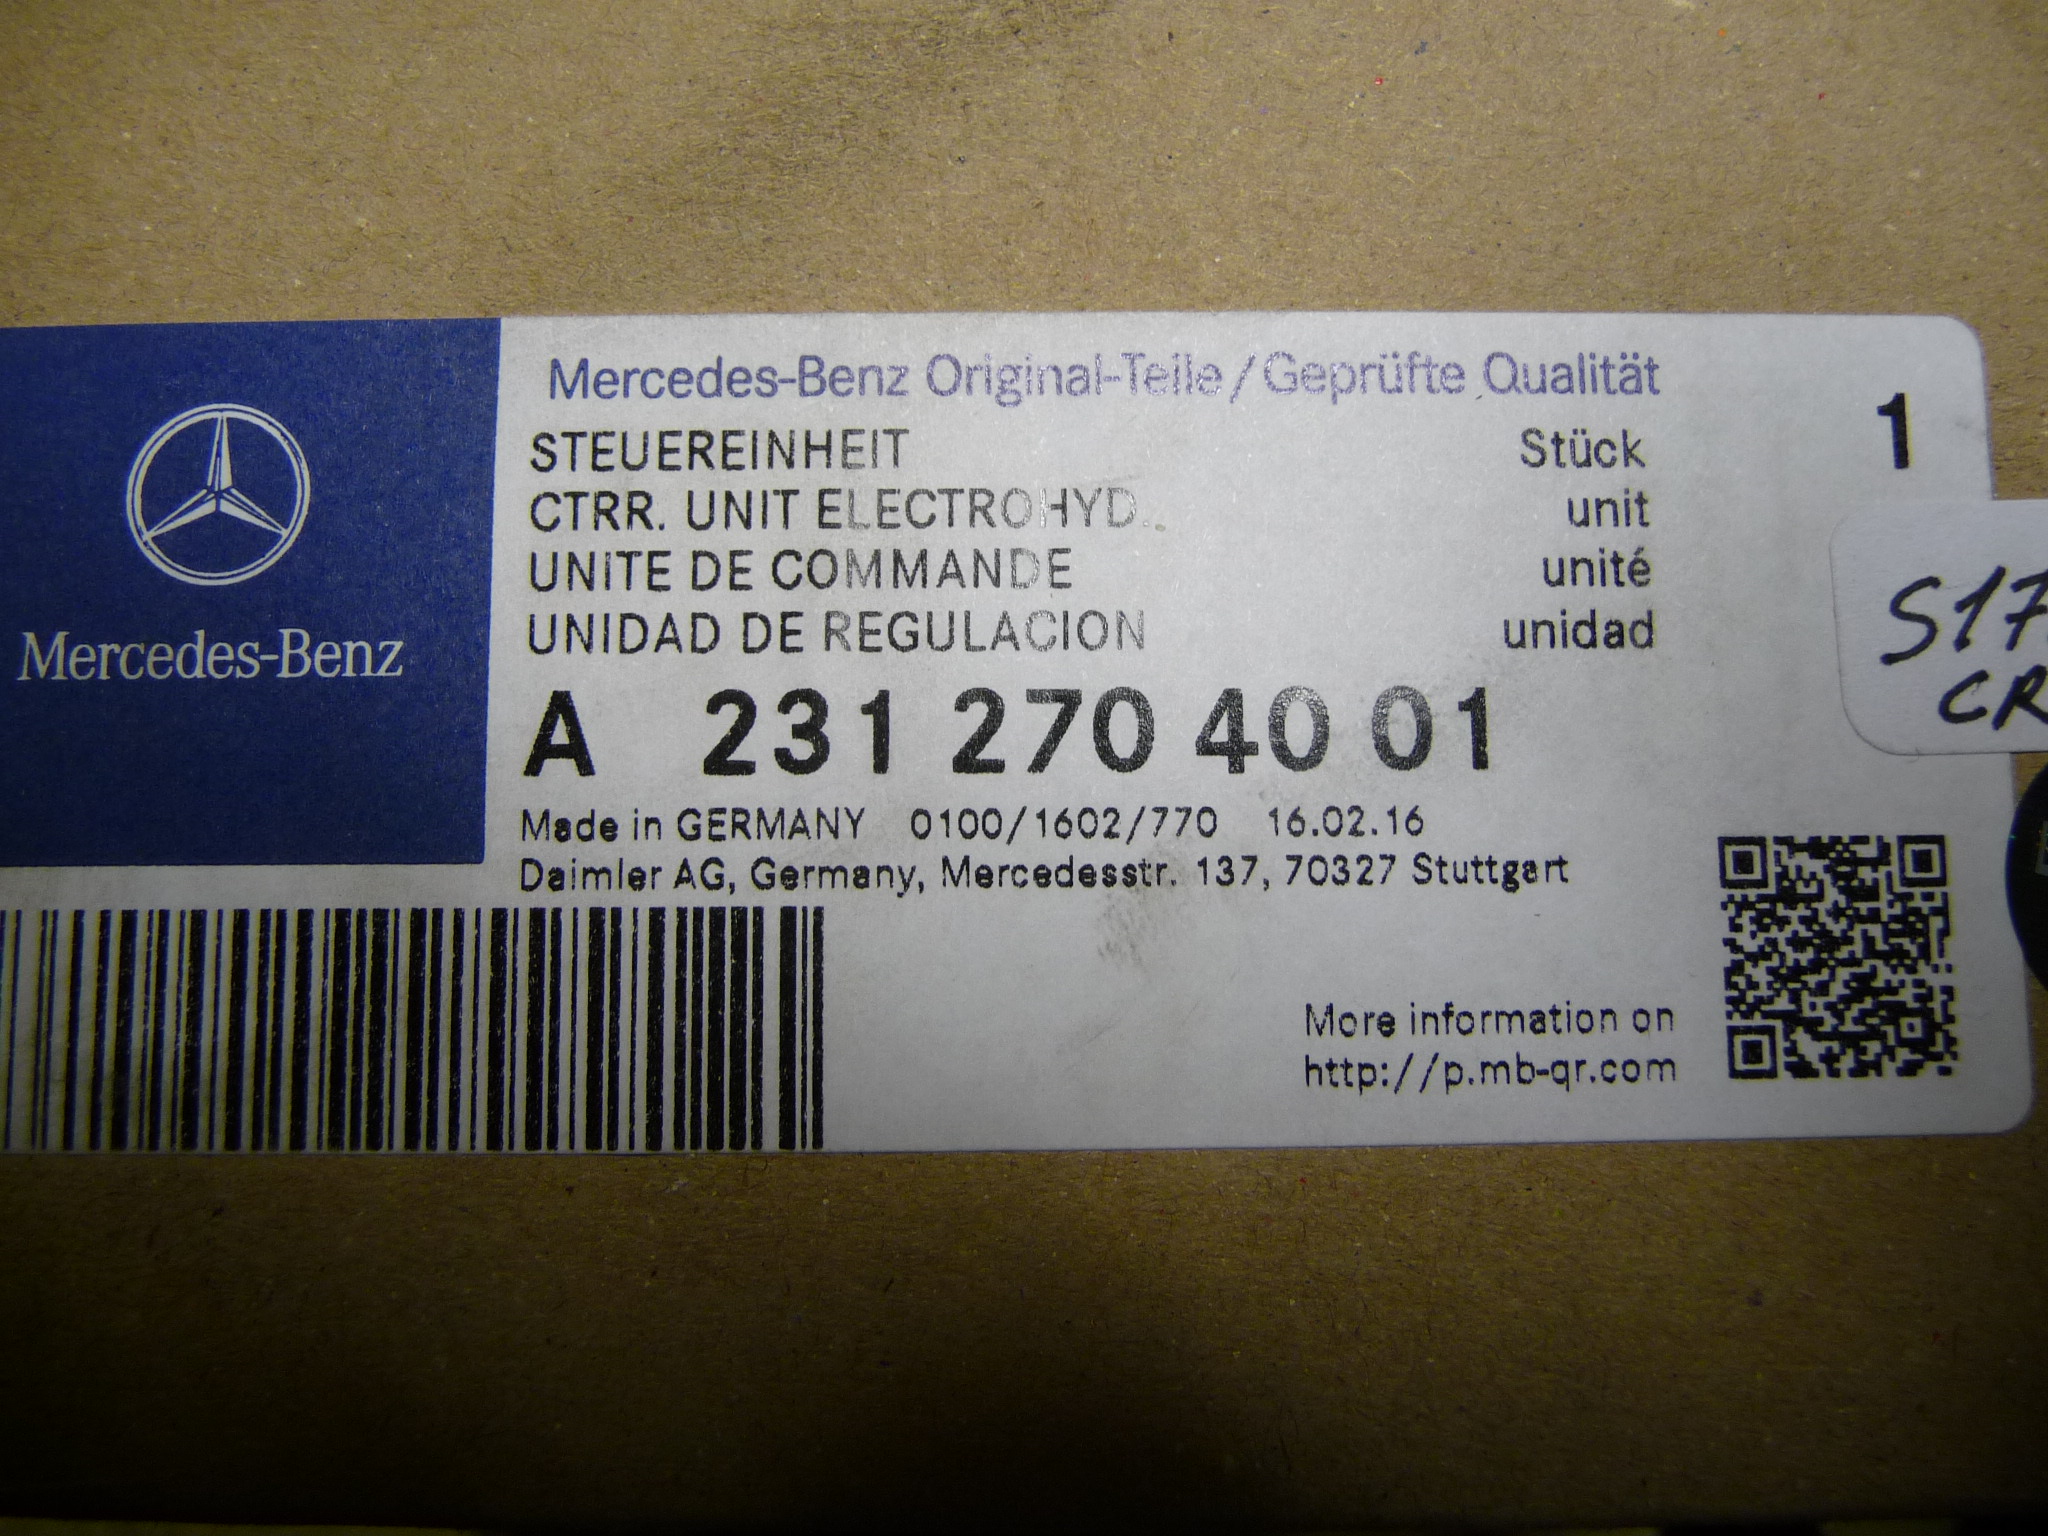 Mercedes-Benz Original-Teile/Geprüfte Qualität
STEUEREINHEIT Stück 1
CTRR. UNIT ELECTROHYD.. unit
UNITE DE COMMANDE unité
UNIDAD DE REGULACION unidad
Mercedes-Benz
A 231 270 40 01
S17
CR
Made in GERMANY 0100/1602/770 16.02.16
Daimler AG, Germany, Mercedesstr. 137, 70327 Stuttgart
More information on
http://p.mb-qr.com